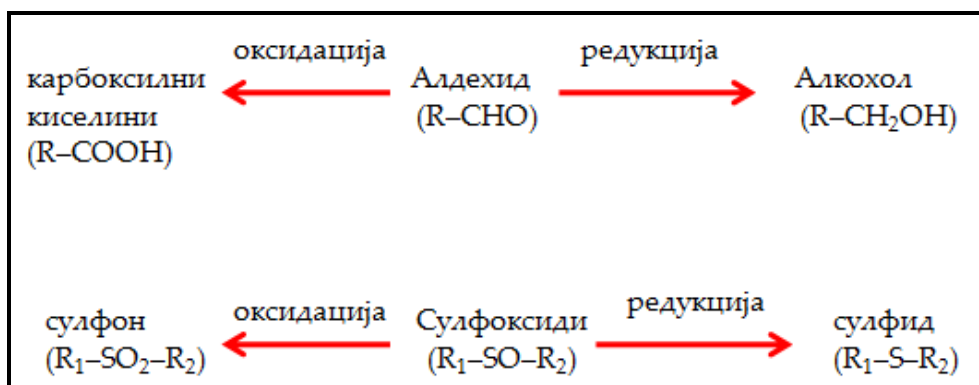 оксидација
редукција
карбоксилни
киселини
(R–COOH)
Алдехид
(R–CHO)
Алкохол
(R–CH₂OH)
оксидација
редукција
сулфон
(R₁–SO₂–R₂)
Сулфоксиди
(R₁–SO–R₂)
сулфид
(R₁–S–R₂)